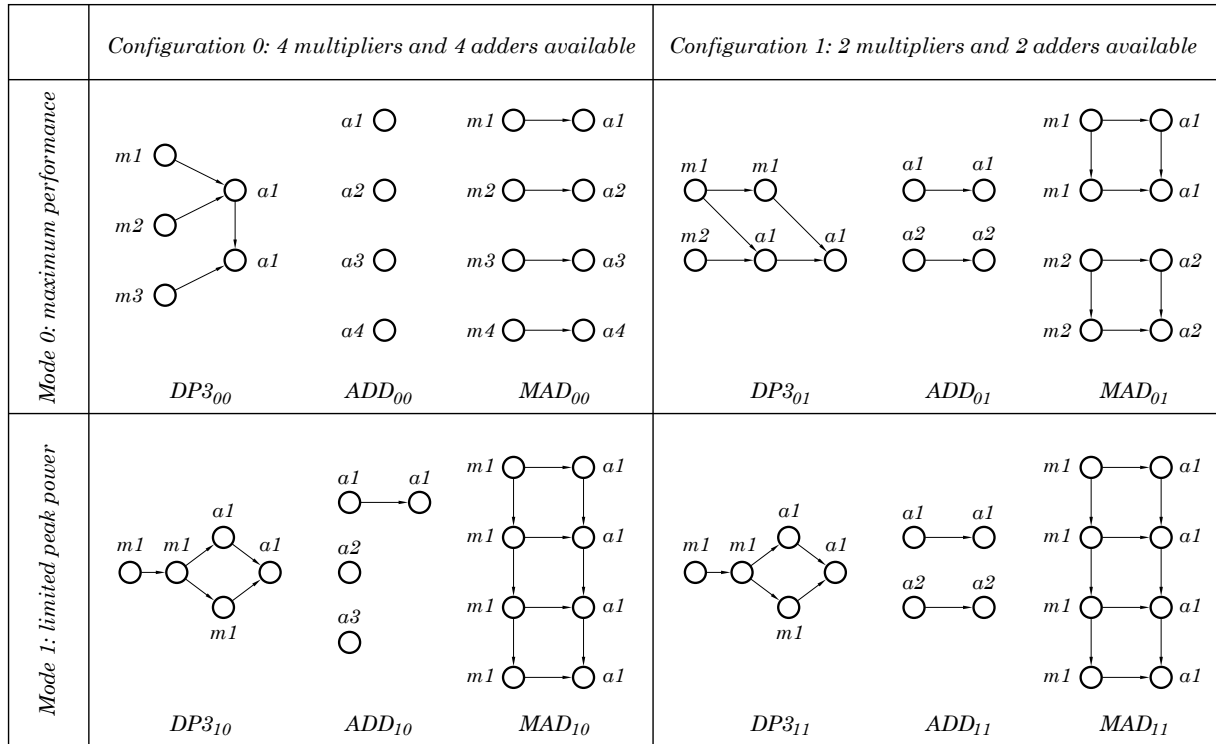 Configuration 0: 4 multipliers and 4 adders available
Configuration 1: 2 multipliers and 2 adders available
Mode 0: maximum performance
m1
m2
m3
a1
a1
DP3₀₀
a1
a2
a3
a4
ADD₀₀
m1 a1
m2 a2
m3 a3
m4 a4
MAD₀₀
m1 m1
m2 a1 a1
DP3₀₁
a1 a1
a2 a2
ADD₀₁
m1 a1
m1 a1
m2 a2
m2 a2
MAD₀₁
Mode 1: limited peak power
a1
m1 m1 a1
m1
DP3₁₀
a1 a1
a2
a3
ADD₁₀
m1 a1
m1 a1
m1 a1
m1 a1
MAD₁₀
a1
m1 m1 a1
m1
DP3₁₁
a1 a1
a2 a2
ADD₁₁
m1 a1
m1 a1
m1 a1
m1 a1
MAD₁₁